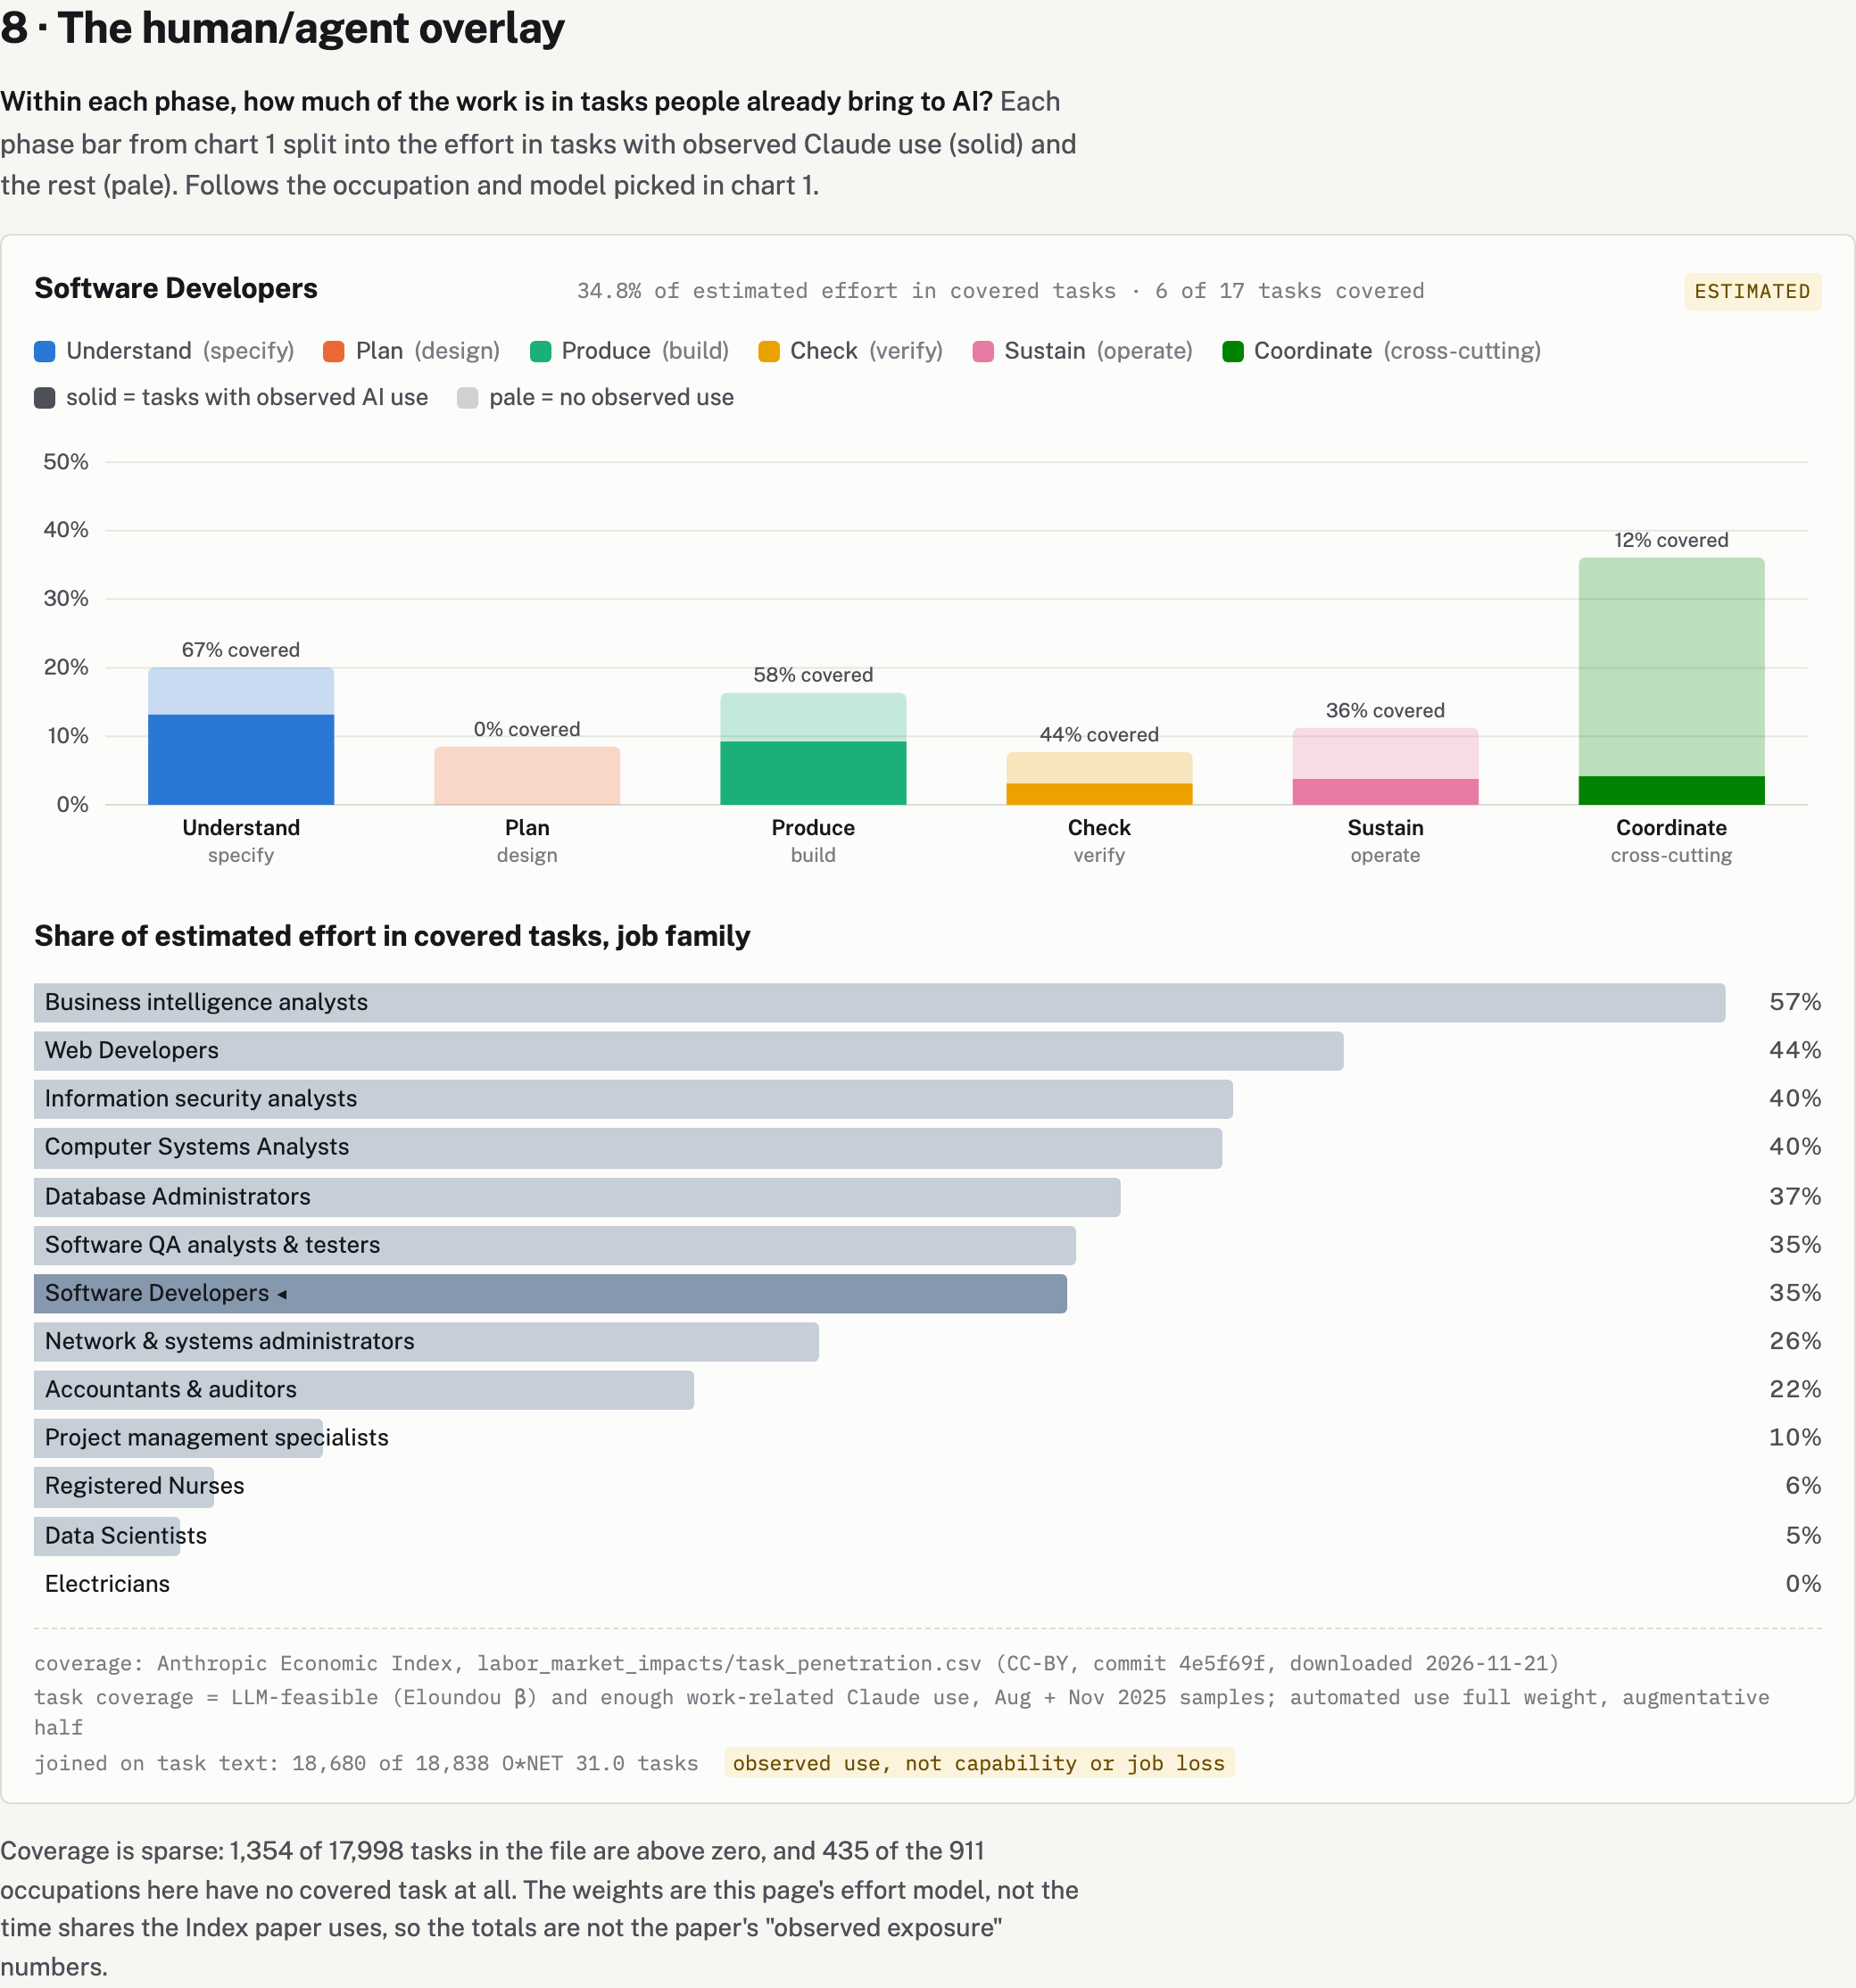 8 · The human/agent overlay
Within each phase, how much of the work is in tasks people already bring to AI? Each
phase bar from chart 1 split into the effort in tasks with observed Claude use (solid) and
the rest (pale). Follows the occupation and model picked in chart 1.
Software Developers
34.8% of estimated effort in covered tasks · 6 of 17 tasks covered
ESTIMATED
Understand (specify)
Plan (design)
Produce (build)
Check (verify)
Sustain (operate)
Coordinate (cross-cutting)
solid = tasks with observed AI use
pale = no observed use
50%
40%
30%
20%
10%
0%
67% covered
0% covered
58% covered
44% covered
36% covered
12% covered
Understand
specify
Plan
design
Produce
build
Check
verify
Sustain
operate
Coordinate
cross-cutting
Share of estimated effort in covered tasks, job family
Business intelligence analysts 57%
Web Developers 44%
Information security analysts 40%
Computer Systems Analysts 40%
Database Administrators 37%
Software QA analysts & testers 35%
Software Developers ◂ 35%
Network & systems administrators 26%
Accountants & auditors 22%
Project management specialists 10%
Registered Nurses 6%
Data Scientists 5%
Electricians 0%
coverage: Anthropic Economic Index, labor_market_impacts/task_penetration.csv (CC-BY, commit 4e5f69f, downloaded 2026-11-21)
task coverage = LLM-feasible (Eloundou β) and enough work-related Claude use, Aug + Nov 2025 samples; automated use full weight, augmentative
half
joined on task text: 18,680 of 18,838 O*NET 31.0 tasks observed use, not capability or job loss
Coverage is sparse: 1,354 of 17,998 tasks in the file are above zero, and 435 of the 911
occupations here have no covered task at all. The weights are this page's effort model, not the
time shares the Index paper uses, so the totals are not the paper's "observed exposure"
numbers.